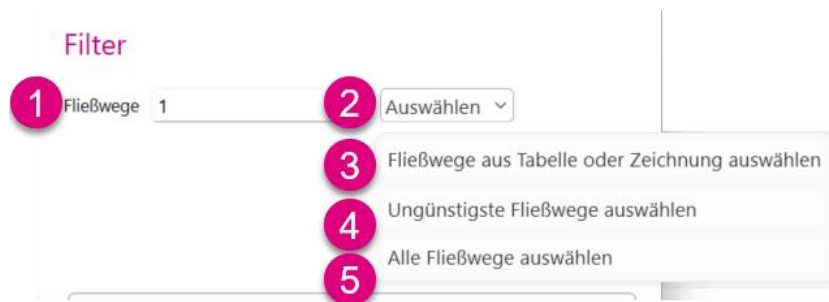 Filter
1 Fließwege 1 2 Auswählen
3 Fließwege aus Tabelle oder Zeichnung auswählen
4 Ungünstigste Fließwege auswählen
5 Alle Fließwege auswählen